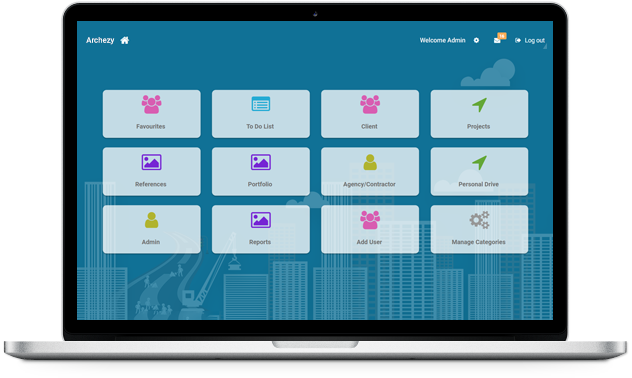 Archezy
Welcome Admin
Log out
Favourites
To Do List
Client
Projects
References
Portfolio
Agency/Contractor
Personal Drive
Admin
Reports
Add User
Manage Categories